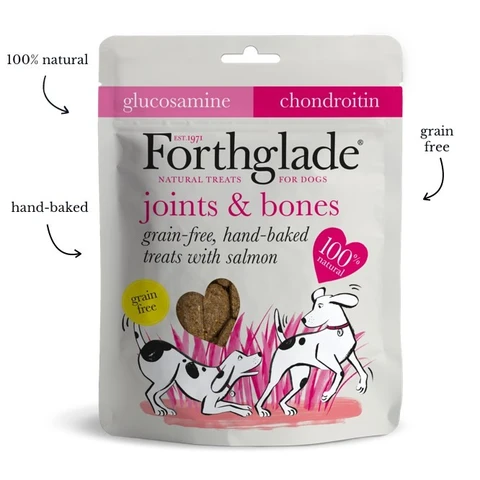 100% natural
glucosamine chondroitin
EST.1971
Forthglade®
NATURAL TREATS FOR DOGS
grain
free
joints & bones
hand-baked
grain-free, hand-baked
treats with salmon
100%
natural
grain
free